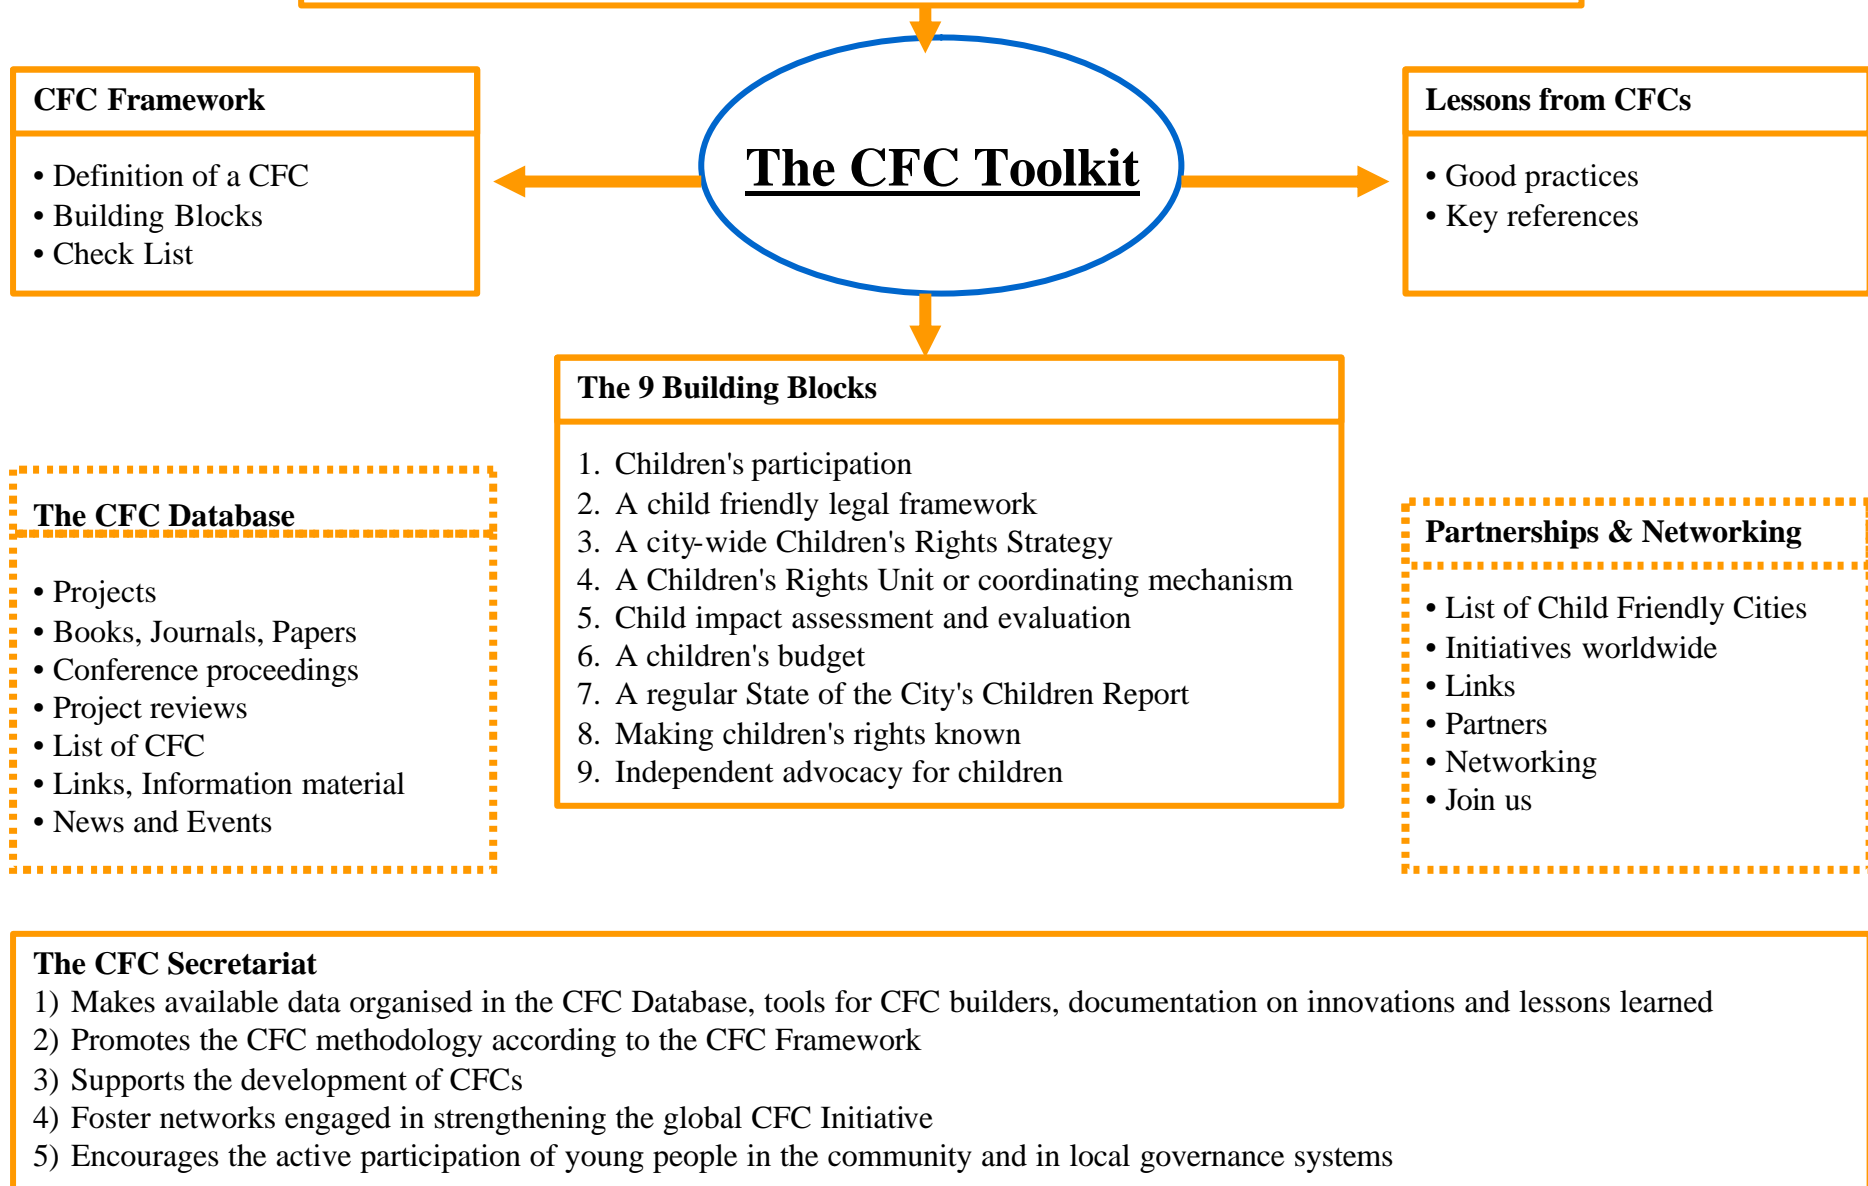 The CFC Toolkit
CFC Framework
• Definition of a CFC
• Building Blocks
• Check List
Lessons from CFCs
• Good practices
• Key references
The 9 Building Blocks
1. Children's participation
2. A child friendly legal framework
3. A city-wide Children's Rights Strategy
4. A Children's Rights Unit or coordinating mechanism
5. Child impact assessment and evaluation
6. A children's budget
7. A regular State of the City's Children Report
8. Making children's rights known
9. Independent advocacy for children
The CFC Database
• Projects
• Books, Journals, Papers
• Conference proceedings
• Project reviews
• List of CFC
• Links, Information material
• News and Events
Partnerships & Networking
• List of Child Friendly Cities
• Initiatives worldwide
• Links
• Partners
• Networking
• Join us
The CFC Secretariat
1) Makes available data organised in the CFC Database, tools for CFC builders, documentation on innovations and lessons learned
2) Promotes the CFC methodology according to the CFC Framework
3) Supports the development of CFCs
4) Foster networks engaged in strengthening the global CFC Initiative
5) Encourages the active participation of young people in the community and in local governance systems